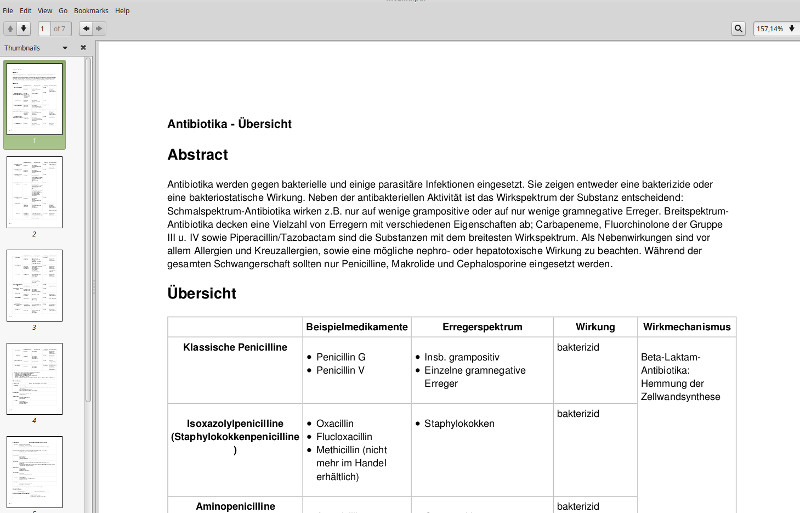 File Edit View Go Bookmarks Help
1 of 7
157,14%
Thumbnails
1
2
3
4
Antibiotika - Übersicht
Abstract
Antibiotika werden gegen bakterielle und einige parasitäre Infektionen eingesetzt. Sie zeigen entweder eine bakterizide oder
eine bakteriostatische Wirkung. Neben der antibakteriellen Aktivität ist das Wirkspektrum der Substanz entscheidend:
Schmalspektrum-Antibiotika wirken z.B. nur auf wenige grampositive oder auf nur wenige gramnegative Erreger. Breitspektrum-
Antibiotika decken eine Vielzahl von Erregern mit verschiedenen Eigenschaften ab; Carbapeneme, Fluorchinolone der Gruppe
III u. IV sowie Piperacillin/Tazobactam sind die Substanzen mit dem breitesten Wirkspektrum. Als Nebenwirkungen sind vor
allem Allergien und Kreuzallergien, sowie eine mögliche nephro- oder hepatotoxische Wirkung zu beachten. Während der
gesamten Schwangerschaft sollten nur Penicilline, Makrolide und Cephalosporine eingesetzt werden.
Übersicht
Beispielmedikamente Erregerspektrum Wirkung Wirkmechanismus
Klassische Penicilline
• Penicillin G
• Penicillin V
• Insb. grampositiv
• Einzelne gramnegative
Erreger
bakterizid
Beta-Laktam-
Antibiotika:
Hemmung der
Zellwandsynthese
Isoxazolylpenicilline
(Staphylokokkenpenicilline
)
• Oxacillin
• Flucloxacillin
• Methicillin (nicht
mehr im Handel
erhältlich)
• Staphylokokken
bakterizid
Aminopenicilline
bakterizid